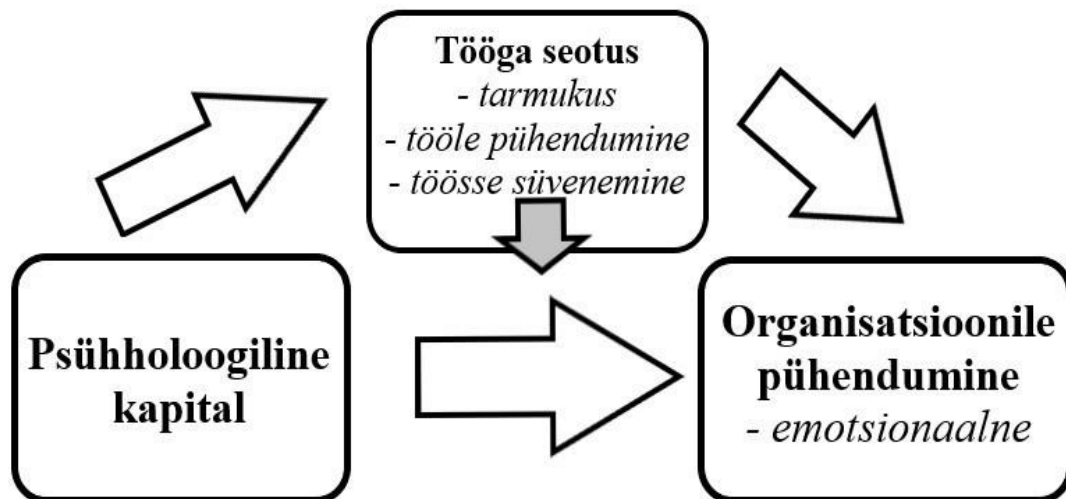 Tööga seotus
- tarmukus
- tööle pühendumine
- töösse süvenemine
Psühholoogiline
kapital
Organisatsioonile
pühendumine
- emotsionaalne